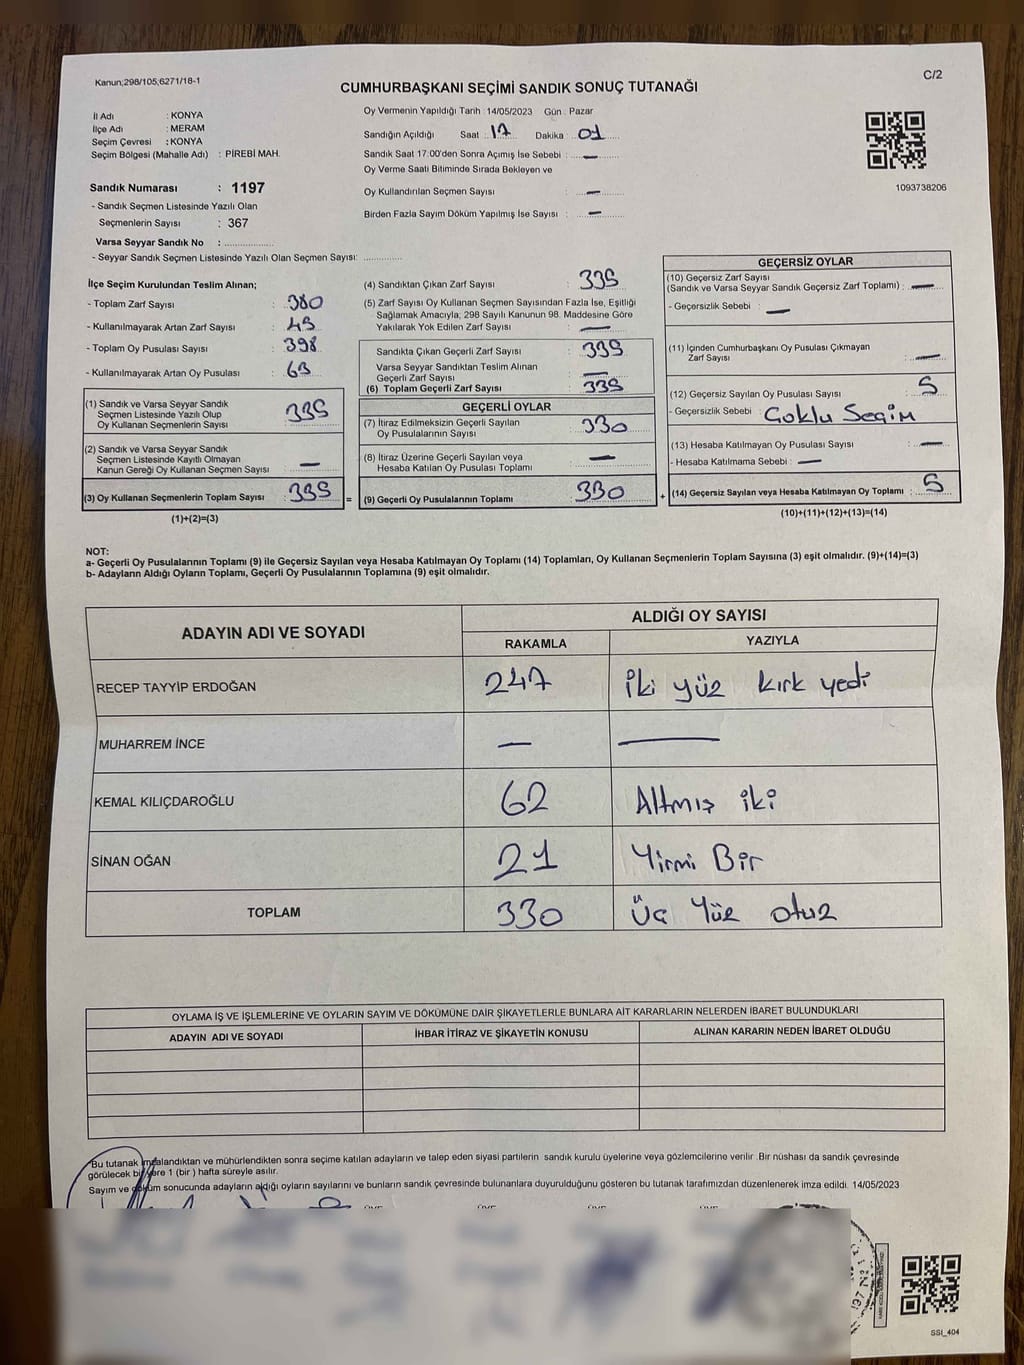 Kanun;298/105,6271/18-1
C/2
CUMHURBAŞKANI SEÇİMİ SANDIK SONUÇ TUTANAĞI
İl Adı : KONYA
İlçe Adı : MERAM
Seçim Çevresi : KONYA
Seçim Bölgesi (Mahalle Adı) : PİREBİ MAH.
Sandık Numarası : 1197
- Sandık Seçmen Listesinde Yazılı Olan
Seçmenlerin Sayısı : 367
Varsa Seyyar Sandık No : ................
- Seyyar Sandık Seçmen Listesinde Yazılı Olan Seçmen Sayısı: .............
Oy Vermenin Yapıldığı Tarih : 14/05/2023 Gün : Pazar
Sandığın Açıldığı Saat : 17 Dakika : 01
Sandık Saat 17:00'den Sonra Açımış İse Sebebi : —
Oy Verme Saati Bitiminde Sırada Bekleyen ve
Oy Kullandırılan Seçmen Sayısı : —
Birden Fazla Sayım Döküm Yapılmış İse Sayısı : —
1093738206
İlçe Seçim Kurulundan Teslim Alınan;
- Toplam Zarf Sayısı : 380
- Kullanılmayarak Artan Zarf Sayısı : 45
- Toplam Oy Pusulası Sayısı : 398
- Kullanılmayarak Artan Oy Pusulası : 63
(1) Sandık ve Varsa Seyyar Sandık
Seçmen Listesinde Yazılı Olup
Oy Kullanan Seçmenlerin Sayısı : 335
(2) Sandık ve Varsa Seyyar Sandık
Seçmen Listesinde Kayıtlı Olmayan
Kanun Gereği Oy Kullanan Seçmen Sayısı : —
(3) Oy Kullanan Seçmenlerin Toplam Sayısı : 335 =
(1)+(2)=(3)
(4) Sandıktan Çıkan Zarf Sayısı : 335
(5) Zarf Sayısı Oy Kullanan Seçmen Sayısından Fazla İse, Eşitliği
Sağlamak Amacıyla, 298 Sayılı Kanunun 98. Maddesine Göre
Yakılarak Yok Edilen Zarf Sayısı : —
Sandıkta Çıkan Geçerli Zarf Sayısı : 335
Varsa Seyyar Sandıktan Teslim Alınan
Geçerli Zarf Sayısı : —
(6) Toplam Geçerli Zarf Sayısı : 335
GEÇERLİ OYLAR
(7) İtiraz Edilmeksizin Geçerli Sayılan
Oy Pusulalarının Sayısı : 330
(8) İtiraz Üzerine Geçerli Sayılan veya
Hesaba Katılan Oy Pusulası Toplamı : —
(9) Geçerli Oy Pusulalarının Toplamı : 330 +
GEÇERSİZ OYLAR
(10) Geçersiz Zarf Sayısı
(Sandık ve Varsa Seyyar Sandık Geçersiz Zarf Toplamı) : —
- Geçersizlik Sebebi : —
(11) İçinden Cumhurbaşkanı Oy Pusulası Çıkmayan
Zarf Sayısı : —
(12) Geçersiz Sayılan Oy Pusulası Sayısı : 5
- Geçersizlik Sebebi : Çoklu Seçim
(13) Hesaba Katılmayan Oy Pusulası Sayısı : —
- Hesaba Katılmama Sebebi : —
(14) Geçersiz Sayılan veya Hesaba Katılmayan Oy Toplamı : 5
(10)+(11)+(12)+(13)=(14)
NOT:
a- Geçerli Oy Pusulalarının Toplamı (9) ile Geçersiz Sayılan veya Hesaba Katılmayan Oy Toplamı (14) Toplamları, Oy Kullanan Seçmenlerin Toplam Sayısına (3) eşit olmalıdır. (9)+(14)=(3)
b- Adayların Aldığı Oyların Toplamı, Geçerli Oy Pusulalarının Toplamına (9) eşit olmalıdır.
ADAYIN ADI VE SOYADI
ALDIĞI OY SAYISI
RAKAMLA YAZIYLA
RECEP TAYYİP ERDOĞAN 247 iki yüz kırk yedi
MUHARREM İNCE — —
KEMAL KILIÇDAROĞLU 62 Altmış iki
SİNAN OĞAN 21 Yirmi Bir
TOPLAM 330 Üç Yüz otuz
OYLAMA İŞ VE İŞLEMLERİNE VE OYLARIN SAYIM VE DÖKÜMÜNE DAİR ŞİKAYETLERLE BUNLARA AİT KARARLARIN NELERDEN İBARET BULUNDUKLARI
ADAYIN ADI VE SOYADI İHBAR İTİRAZ VE ŞİKAYETİN KONUSU ALINAN KARARIN NEDEN İBARET OLDUĞU
Bu tutanak imzalandıktan ve mühürlendikten sonra seçime katılan adayların ve talep eden siyasi partilerin sandık kurulu üyelerine veya gözlemcilerine verilir. Bir nüshası da sandık çevresinde
görülecek bir yere 1 (bir ) hafta süreyle asılır.
Sayım ve döküm sonucunda adayların aldığı oyların sayılarını ve bunların sandık çevresinde bulunanlara duyurulduğunu gösteren bu tutanak tarafımızdan düzenlenerek imza edildi. 14/05/2023
SSI_404